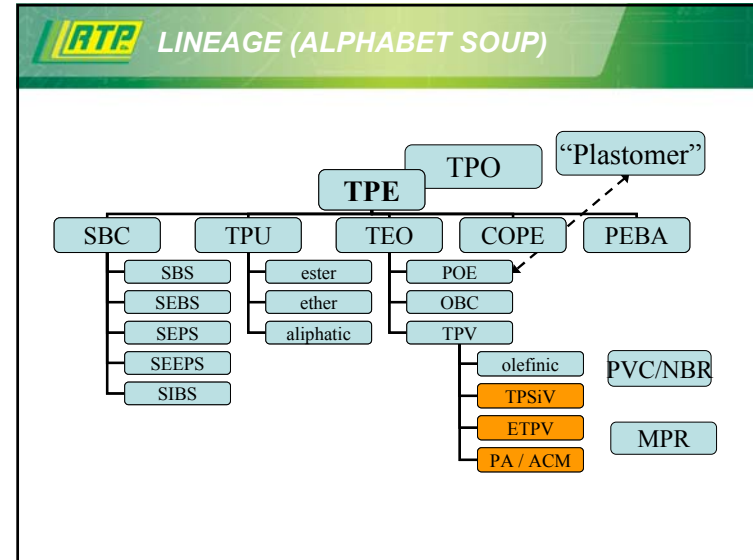 RTP
LINEAGE (ALPHABET SOUP)
TPO
“Plastomer”
TPE
SBC
TPU
TEO
COPE
PEBA
SBS
SEBS
SEPS
SEEPS
SIBS
ester
ether
aliphatic
POE
OBC
TPV
olefinic
TPSiV
ETPV
PA / ACM
PVC/NBR
MPR